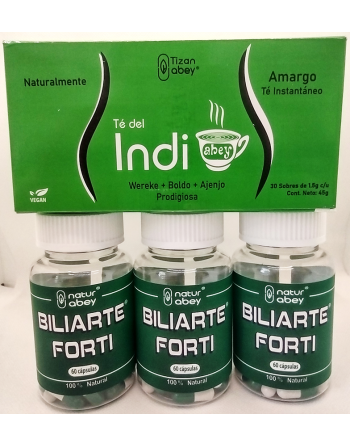 Tizan
abey®
Naturalmente
Amargo
Té Instantáneo
Té del
Indi
abey
Wereke + Boldo + Ajenjo
Prodigiosa
VEGAN
30 Sobres de 1.5g c/u
Cont. Neto: 45g
natur®
abey
BILIARTE®
FORTI
60 cápsulas
100% Natural
natur®
abey
BILIARTE®
FORTI
60 cápsulas
100% Natural
natur®
abey
BILIARTE®
FORTI
60 cápsulas
100% Natural